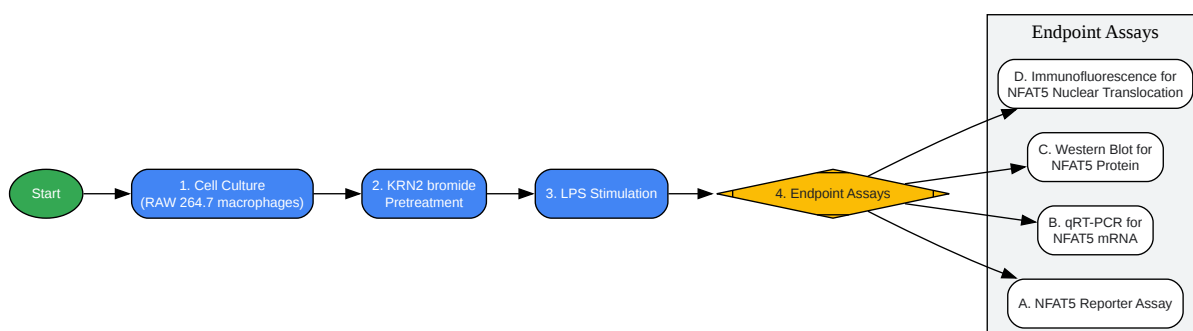 Start
1. Cell Culture
(RAW 264.7 macrophages)
2. KRN2 bromide
Pretreatment
3. LPS Stimulation
4. Endpoint Assays
Endpoint Assays
D. Immunofluorescence for
NFAT5 Nuclear Translocation
C. Western Blot for
NFAT5 Protein
B. qRT-PCR for
NFAT5 mRNA
A. NFAT5 Reporter Assay